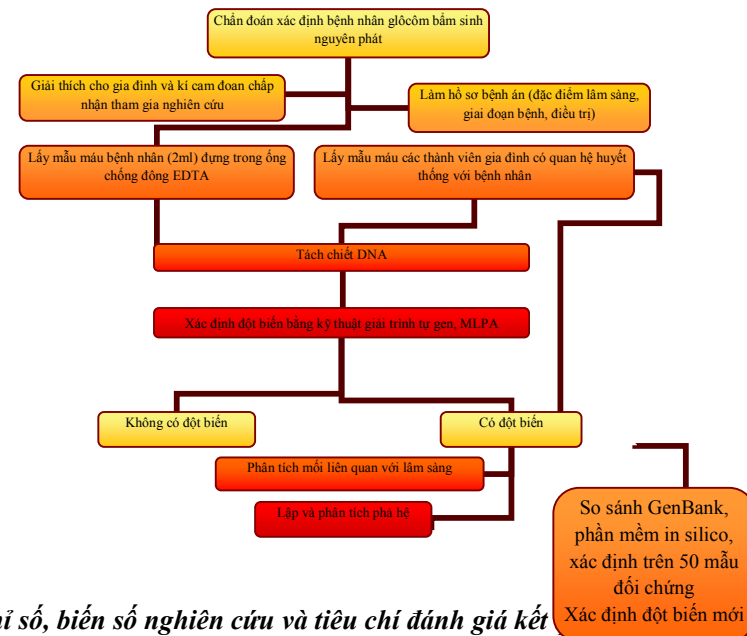 Chẩn đoán xác định bệnh nhân glôcôm bẩm sinh
nguyên phát
Giải thích cho gia đình và kí cam đoan chấp
nhận tham gia nghiên cứu
Làm hồ sơ bệnh án (đặc điểm lâm sàng,
giai đoạn bệnh, điều trị)
Lấy mẫu máu bệnh nhân (2ml) đựng trong ống
chống đông EDTA
Lấy mẫu máu các thành viên gia đình có quan hệ huyết
thống với bệnh nhân
Tách chiết DNA
Xác định đột biến bằng kỹ thuật giải trình tự gen, MLPA
Không có đột biến
Có đột biến
Phân tích mối liên quan với lâm sàng
Lập và phân tích phả hệ
So sánh GenBank,
phần mềm in silico,
xác định trên 50 mẫu
đối chứng
Xác định đột biến mới
số, biến số nghiên cứu và tiêu chí đánh giá kết